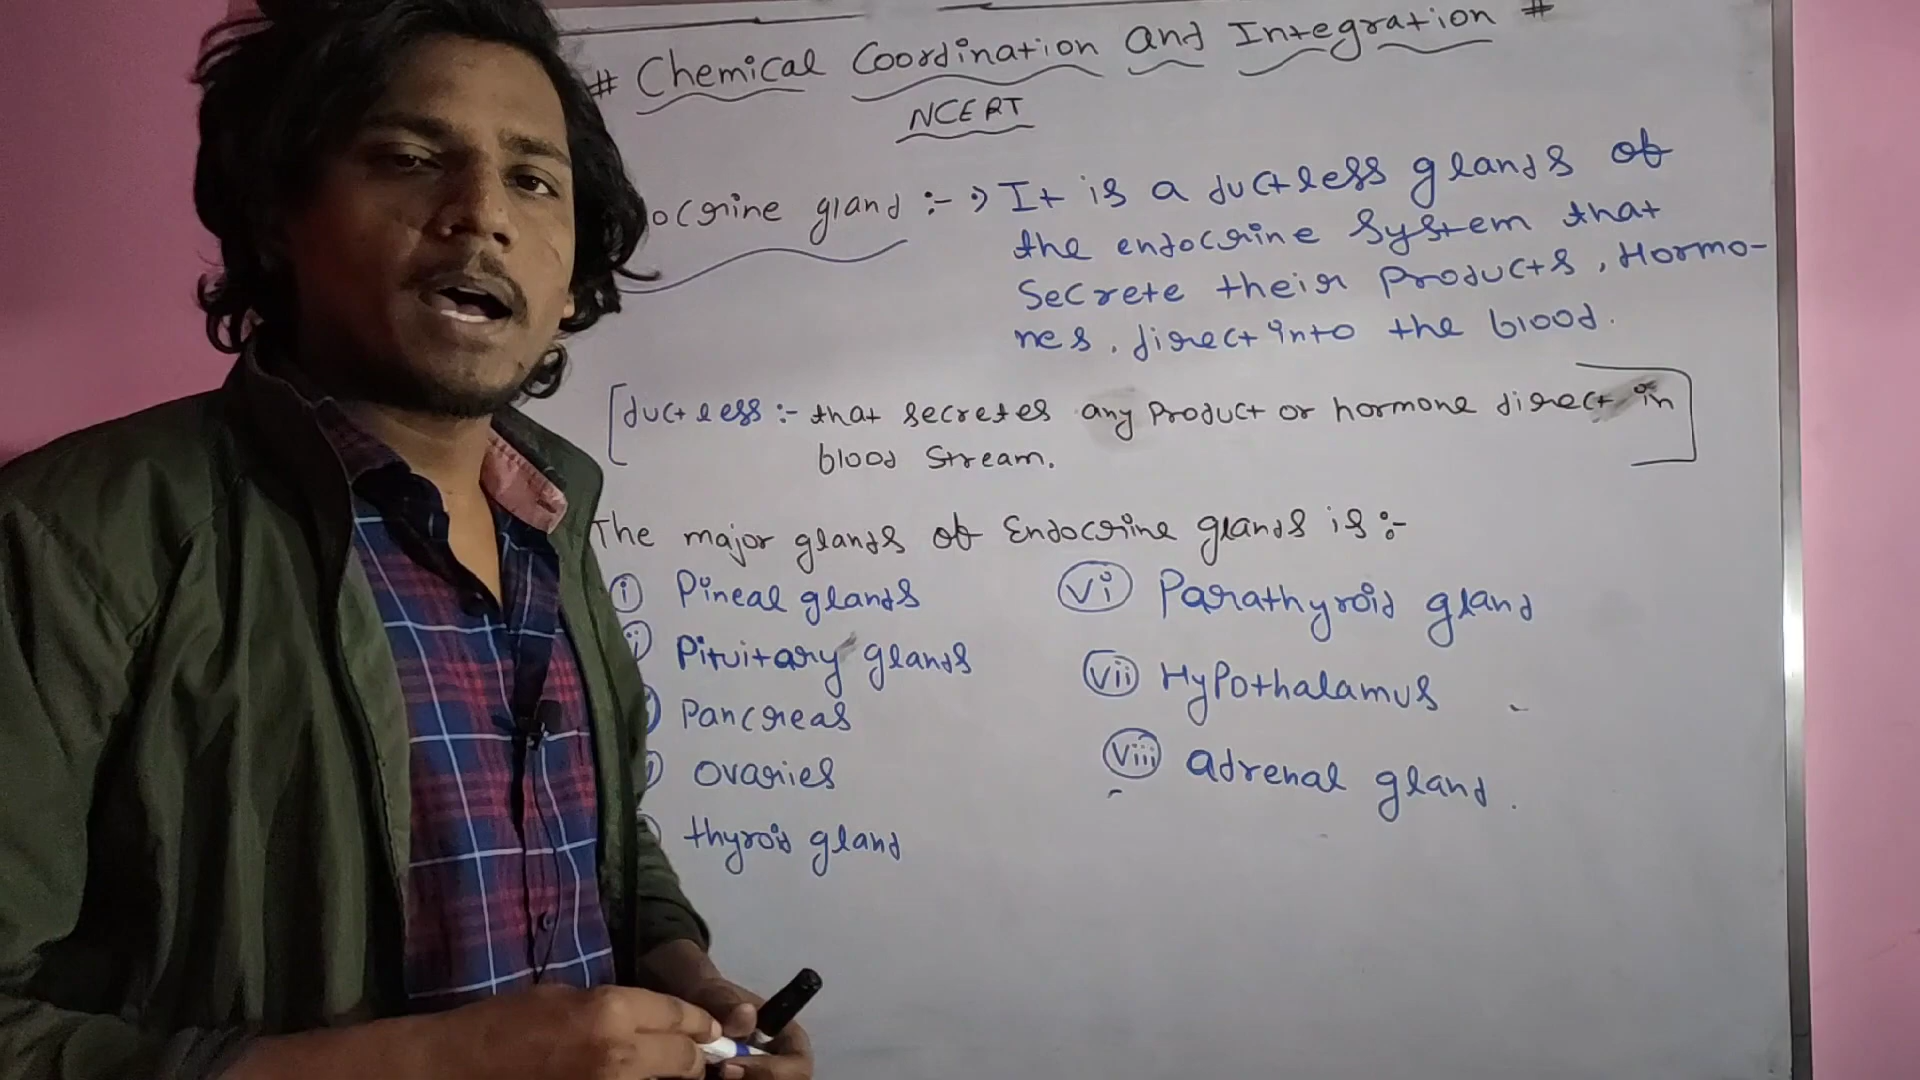 # Chemical Coordination and Integration #
NCERT
ocrine gland :- → It is a ductless glands of
the endocrine system that
Secrete their Products, Hormo-
nes, direct into the blood.
[ductless :- that secretes any Product or hormone direct in
blood stream.]
The major glands of Endocrine glands is :-
(i) Pineal glands
(ii) Pituitary glands
Pancreas
Ovaries
thyroid gland
(vi) Parathyroid gland
(vii) Hypothalamus
(viii) adrenal gland.